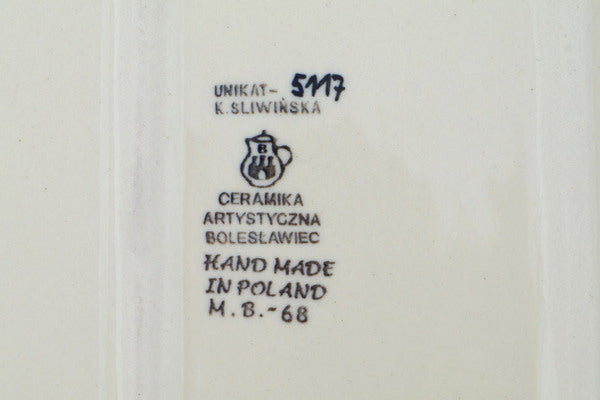 UNIKAT- 5117
K. SLIWIŃSKA
B
CERAMIKA
ARTYSTYCZNA
BOLESŁAWIEC
HAND MADE
IN POLAND
M.B.-68